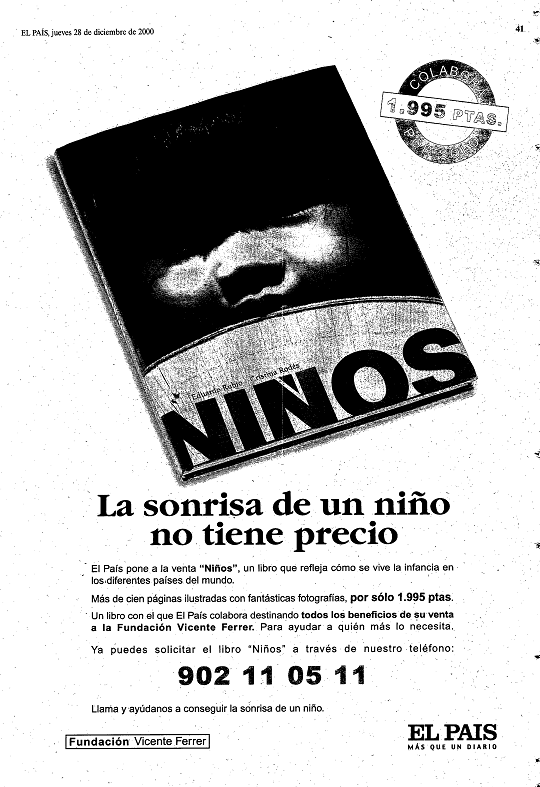 EL PAÍS, jueves 28 de diciembre de 2000
41
COLABORA
1.995 PTAS.
Eduardo Rubio Cristina Rodés
NIÑOS
La sonrisa de un niño
no tiene precio
El País pone a la venta "Niños", un libro que refleja cómo se vive la infancia en
los diferentes países del mundo.
Más de cien páginas ilustradas con fantásticas fotografías, por sólo 1.995 ptas.
Un libro con el que El País colabora destinando todos los beneficios de su venta
a la Fundación Vicente Ferrer. Para ayudar a quién más lo necesita.
Ya puedes solicitar el libro "Niños" a través de nuestro teléfono:
902 11 05 11
Llama y ayúdanos a conseguir la sonrisa de un niño.
Fundación Vicente Ferrer
EL PAIS
MÁS QUE UN DIARIO